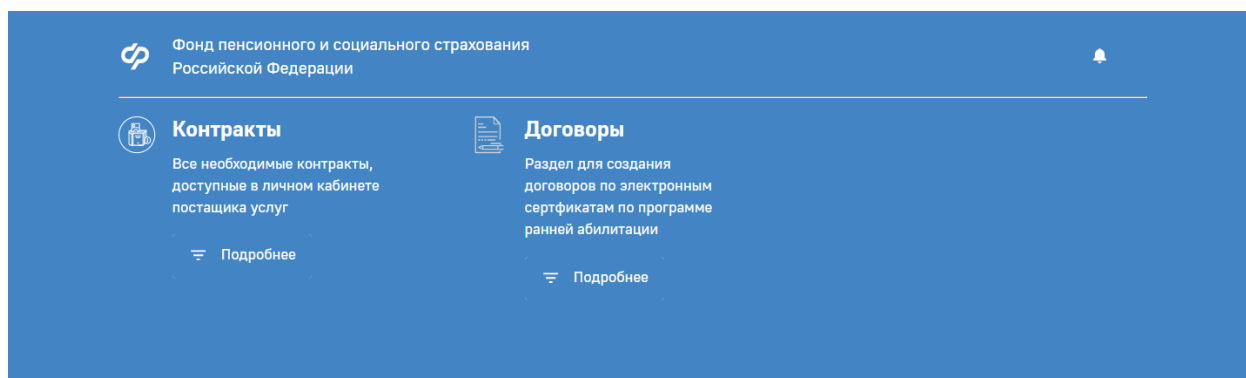 Фонд пенсионного и социального страхования
Российской Федерации
Контракты
Все необходимые контракты,
доступные в личном кабинете
постащика услуг
Подробнее
Договоры
Раздел для создания
договоров по электронным
сертфикатам по программе
ранней абилитации
Подробнее